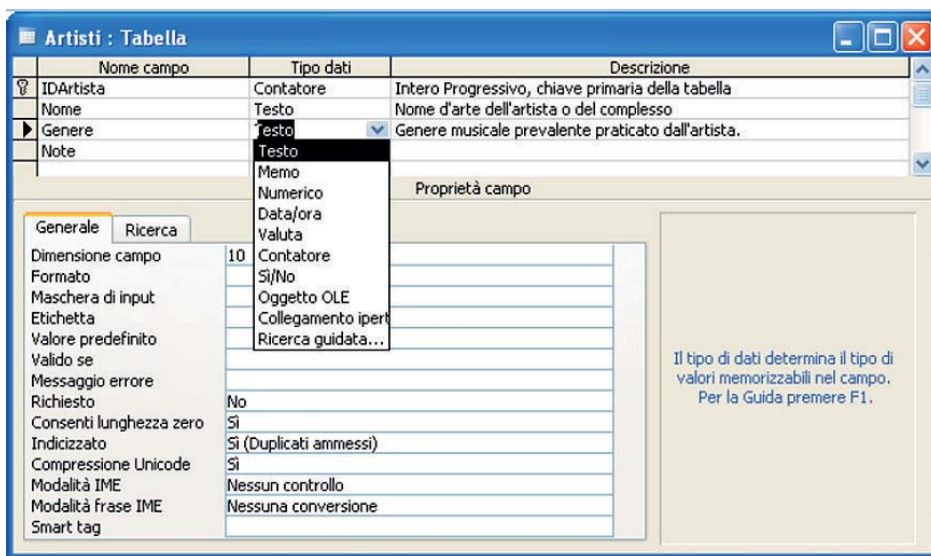 Artisti : Tabella
Nome campo Tipo dati Descrizione
IDArtista Contatore Intero Progressivo, chiave primaria della tabella
Nome Testo Nome d'arte dell'artista o del complesso
Genere Testo Genere musicale prevalente praticato dall'artista.
Note Testo
Memo
Numerico
Data/ora
Valuta
Contatore
Sì/No
Oggetto OLE
Collegamento ipert
Ricerca guidata...
Proprietà campo
Generale Ricerca
Dimensione campo 10
Formato
Maschera di input
Etichetta
Valore predefinito
Valido se
Messaggio errore
Richiesto No
Consenti lunghezza zero Sì
Indicizzato Sì (Duplicati ammessi)
Compressione Unicode Sì
Modalità IME Nessun controllo
Modalità frase IME Nessuna conversione
Smart tag
Il tipo di dati determina il tipo di
valori memorizzabili nel campo.
Per la Guida premere F1.